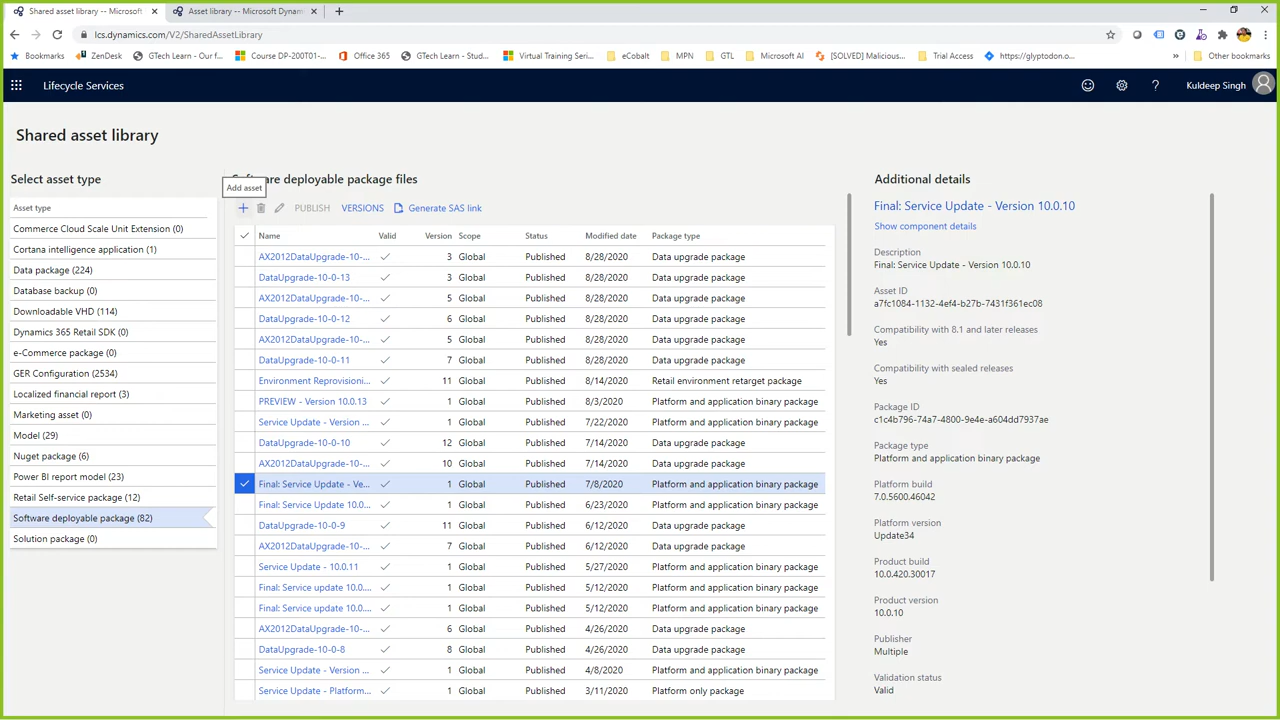 Shared asset library -- Microsoft
Asset library -- Microsoft Dynam
lcs.dynamics.com/V2/SharedAssetLibrary
Bookmarks
ZenDesk
GTech Learn - Our f...
Course DP-200T01-...
Office 365
GTech Learn - Stud...
Virtual Training Seri...
eCobalt
MPN
GTL
Microsoft AI
[SOLVED] Malicious...
Trial Access
https://glyptodon.o...
»
Other bookmarks
Lifecycle Services
?
Kuldeep Singh
Shared asset library
Select asset type
Asset type
Commerce Cloud Scale Unit Extension (0)
Cortana intelligence application (1)
Data package (224)
Database backup (0)
Downloadable VHD (114)
Dynamics 365 Retail SDK (0)
e-Commerce package (0)
GER Configuration (2534)
Localized financial report (3)
Marketing asset (0)
Model (29)
Nuget package (6)
Power BI report model (23)
Retail Self-service package (12)
Software deployable package (82)
Solution package (0)
deployable package files
Add asset
PUBLISH VERSIONS Generate SAS link
Name Valid Version Scope Status Modified date Package type
AX2012DataUpgrade-10-... 3 Global Published 8/28/2020 Data upgrade package
DataUpgrade-10-0-13 3 Global Published 8/28/2020 Data upgrade package
AX2012DataUpgrade-10-... 5 Global Published 8/28/2020 Data upgrade package
DataUpgrade-10-0-12 6 Global Published 8/28/2020 Data upgrade package
AX2012DataUpgrade-10-... 5 Global Published 8/28/2020 Data upgrade package
DataUpgrade-10-0-11 7 Global Published 8/28/2020 Data upgrade package
Environment Reprovisioni... 11 Global Published 8/14/2020 Retail environment retarget package
PREVIEW - Version 10.0.13 1 Global Published 8/3/2020 Platform and application binary package
Service Update - Version ... 1 Global Published 7/22/2020 Platform and application binary package
DataUpgrade-10-0-10 12 Global Published 7/14/2020 Data upgrade package
AX2012DataUpgrade-10-... 10 Global Published 7/14/2020 Data upgrade package
Final: Service Update - Ve... 1 Global Published 7/8/2020 Platform and application binary package
Final: Service Update 10.0... 1 Global Published 6/23/2020 Platform and application binary package
DataUpgrade-10-0-9 11 Global Published 6/12/2020 Data upgrade package
AX2012DataUpgrade-10-... 7 Global Published 6/12/2020 Data upgrade package
Service Update - 10.0.11 1 Global Published 5/27/2020 Platform and application binary package
Final: Service update 10.0.... 1 Global Published 5/12/2020 Platform and application binary package
Final: Service update 10.0.... 1 Global Published 5/12/2020 Platform and application binary package
AX2012DataUpgrade-10-... 6 Global Published 4/26/2020 Data upgrade package
DataUpgrade-10-0-8 8 Global Published 4/26/2020 Data upgrade package
Service Update - Version ... 1 Global Published 4/8/2020 Platform and application binary package
Service Update - Platform... 1 Global Published 3/11/2020 Platform only package
Additional details
Final: Service Update - Version 10.0.10
Show component details
Description
Final: Service Update - Version 10.0.10
Asset ID
a7fc1084-1132-4ef4-b27b-7431f361ec08
Compatibility with 8.1 and later releases
Yes
Compatibility with sealed releases
Yes
Package ID
c1c4b796-74a7-4800-9e4e-a604dd7937ae
Package type
Platform and application binary package
Platform build
7.0.5600.46042
Platform version
Update34
Product build
10.0.420.30017
Product version
10.0.10
Publisher
Multiple
Validation status
Valid